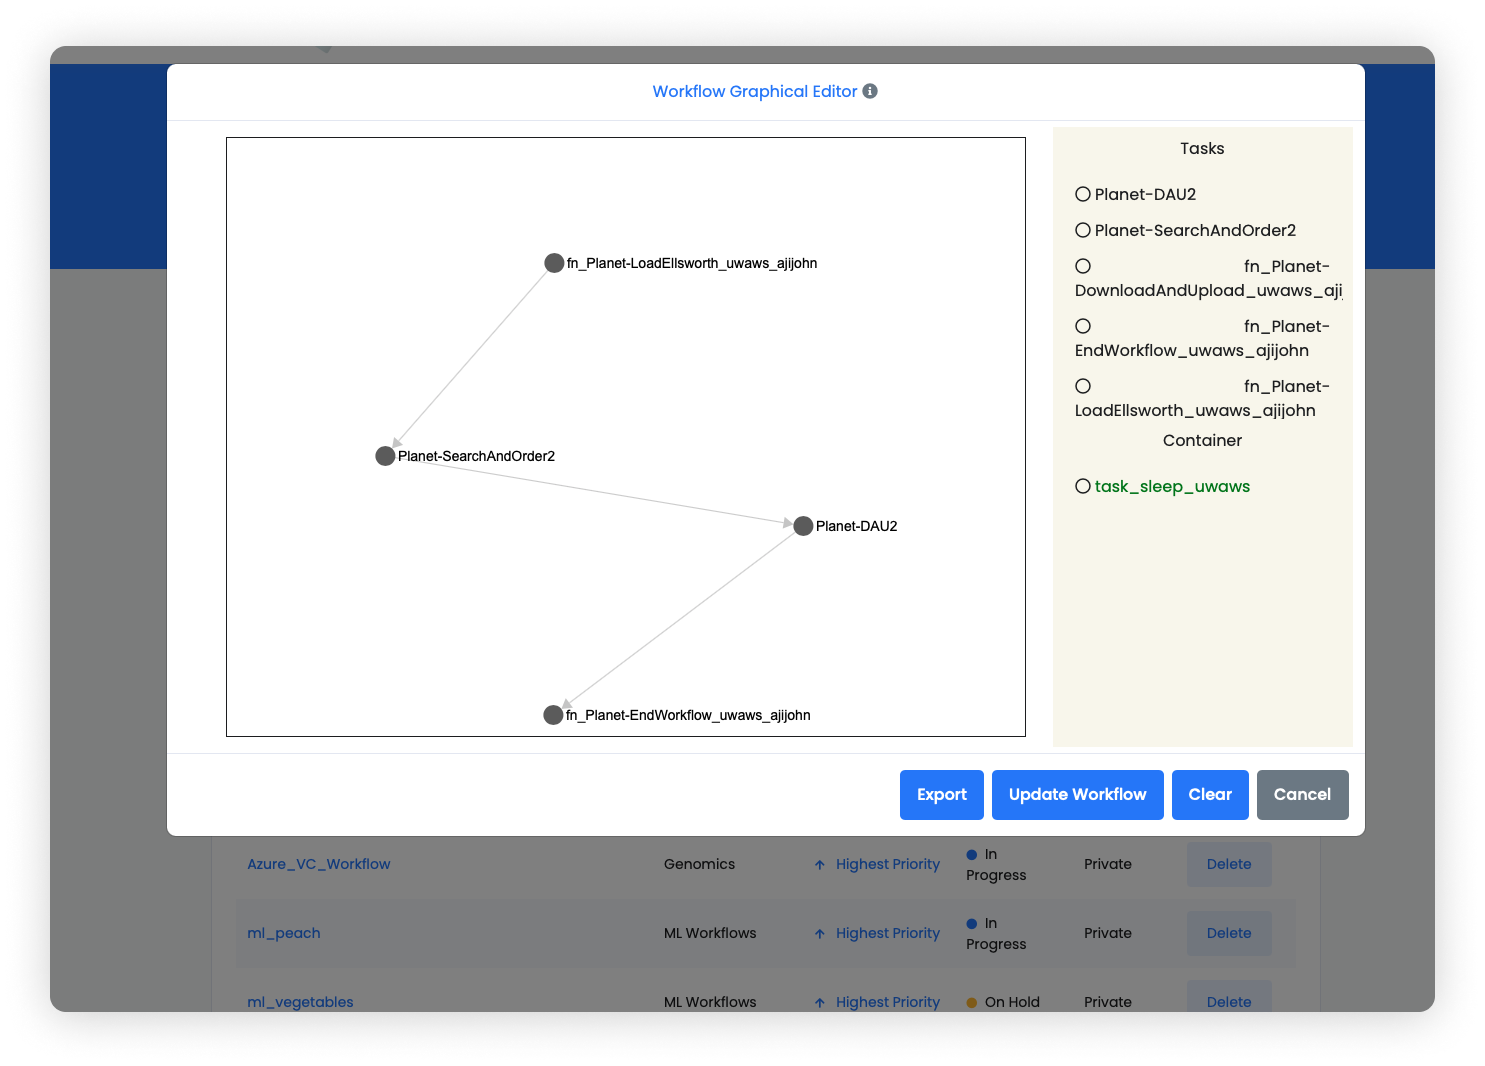 Workflow Graphical Editor
fn_Planet-LoadEllsworth_uwaws_ajijohn
Planet-SearchAndOrder2
Planet-DAU2
fn_Planet-EndWorkflow_uwaws_ajijohn
Tasks
Planet-DAU2
Planet-SearchAndOrder2
fn_Planet-
DownloadAndUpload_uwaws_aji
fn_Planet-
EndWorkflow_uwaws_ajijohn
fn_Planet-
LoadEllsworth_uwaws_ajijohn
Container
task_sleep_uwaws
Export Update Workflow Clear Cancel
Azure_VC_Workflow Genomics Highest Priority In Progress Private Delete
ml_peach ML Workflows Highest Priority In Progress Private Delete
ml_vegetables ML Workflows Highest Priority On Hold Private Delete